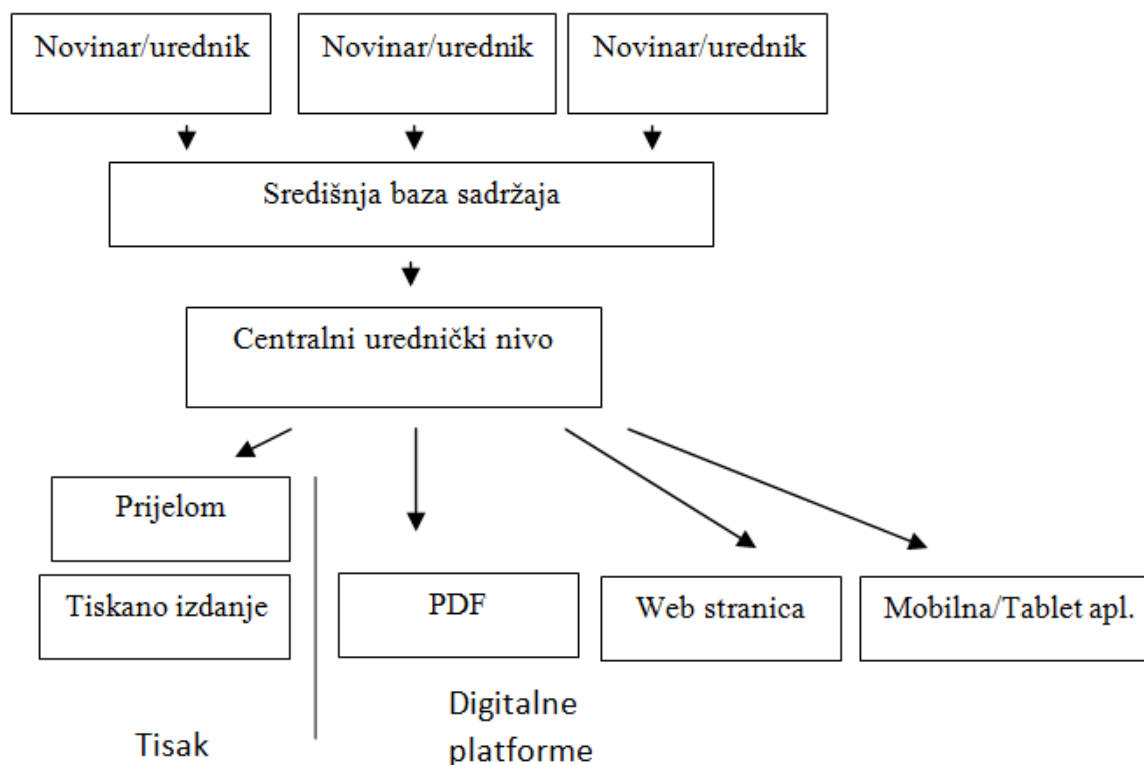 Novinar/urednik
Novinar/urednik
Novinar/urednik
Središnja baza sadržaja
Centralni urednički nivo
Prijelom
Tiskano izdanje
PDF
Web stranica
Mobilna/Tablet apl.
Tisak
Digitalne
platforme